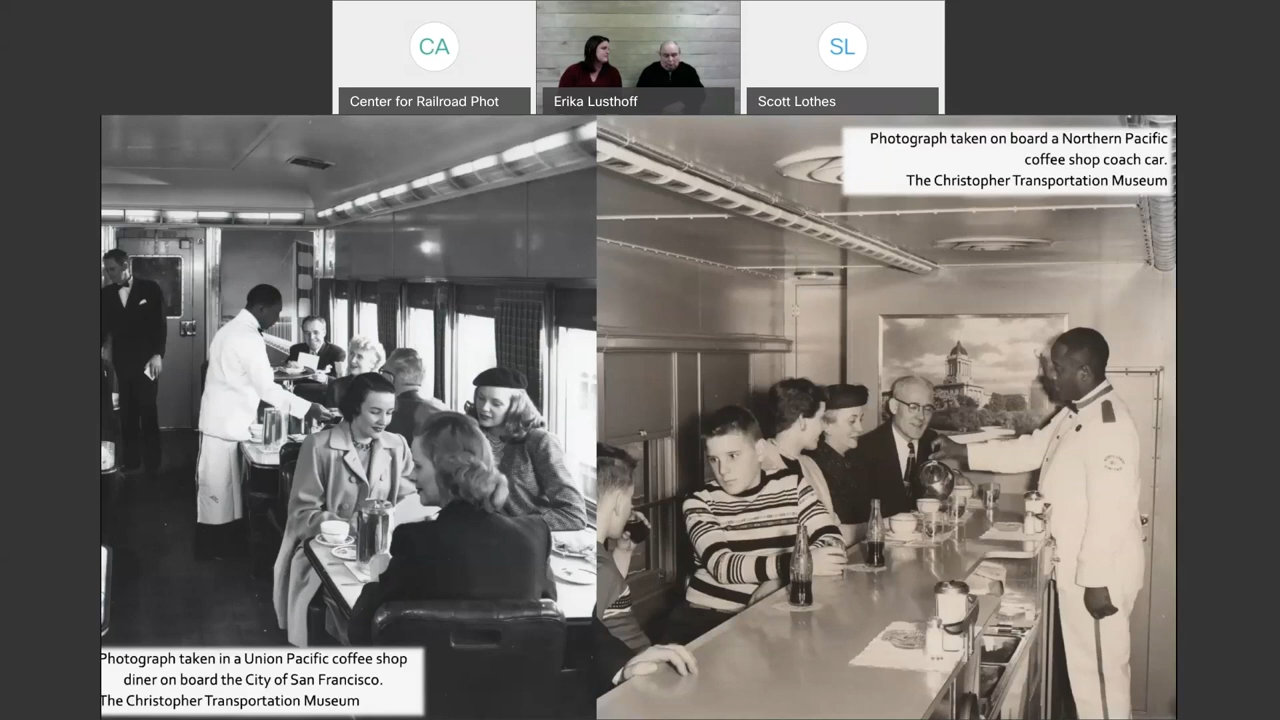 CA
SL
Center for Railroad Phot
Erika Lusthoff
Scott Lothes
Photograph taken on board a Northern Pacific
coffee shop coach car.
The Christopher Transportation Museum
Photograph taken in a Union Pacific coffee shop
diner on board the City of San Francisco.
The Christopher Transportation Museum